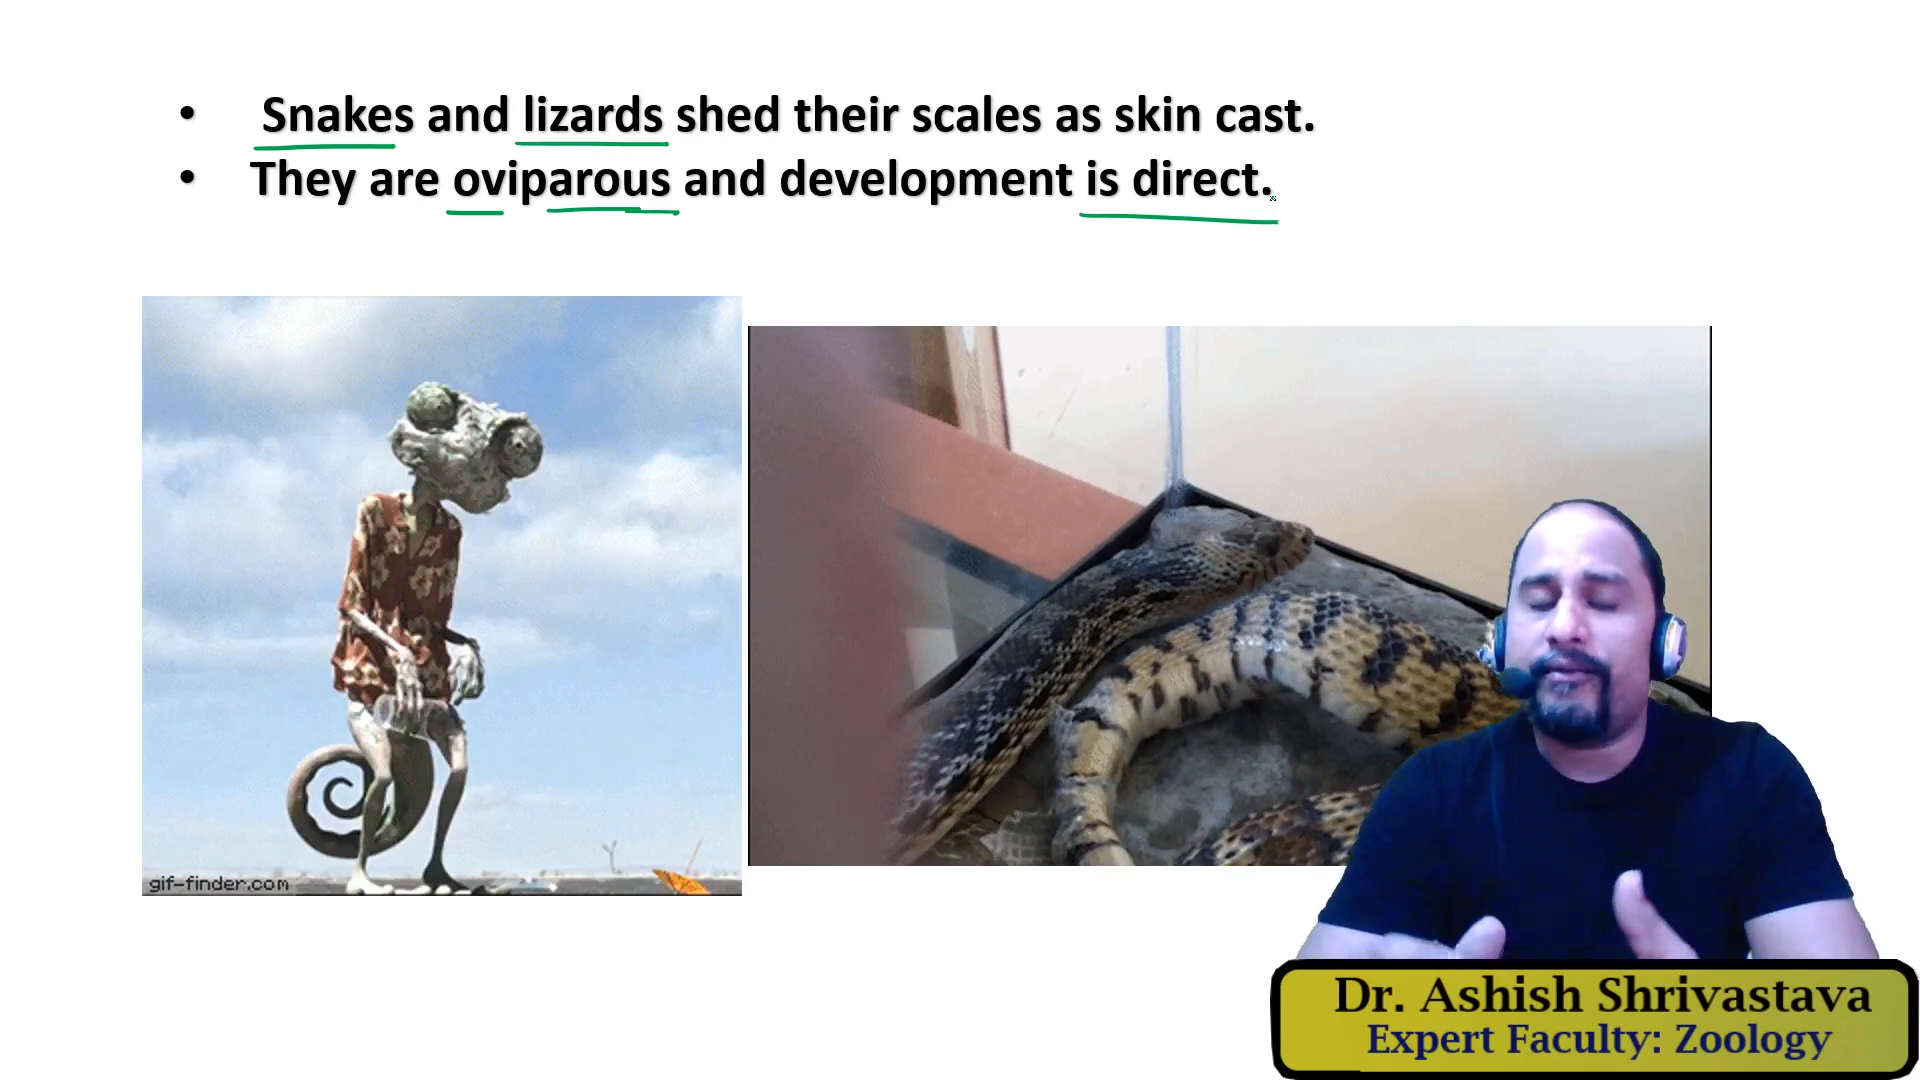 • Snakes and lizards shed their scales as skin cast.
• They are oviparous and development is direct.
gif-finder.com
Dr. Ashish Shrivastava
Expert Faculty: Zoology